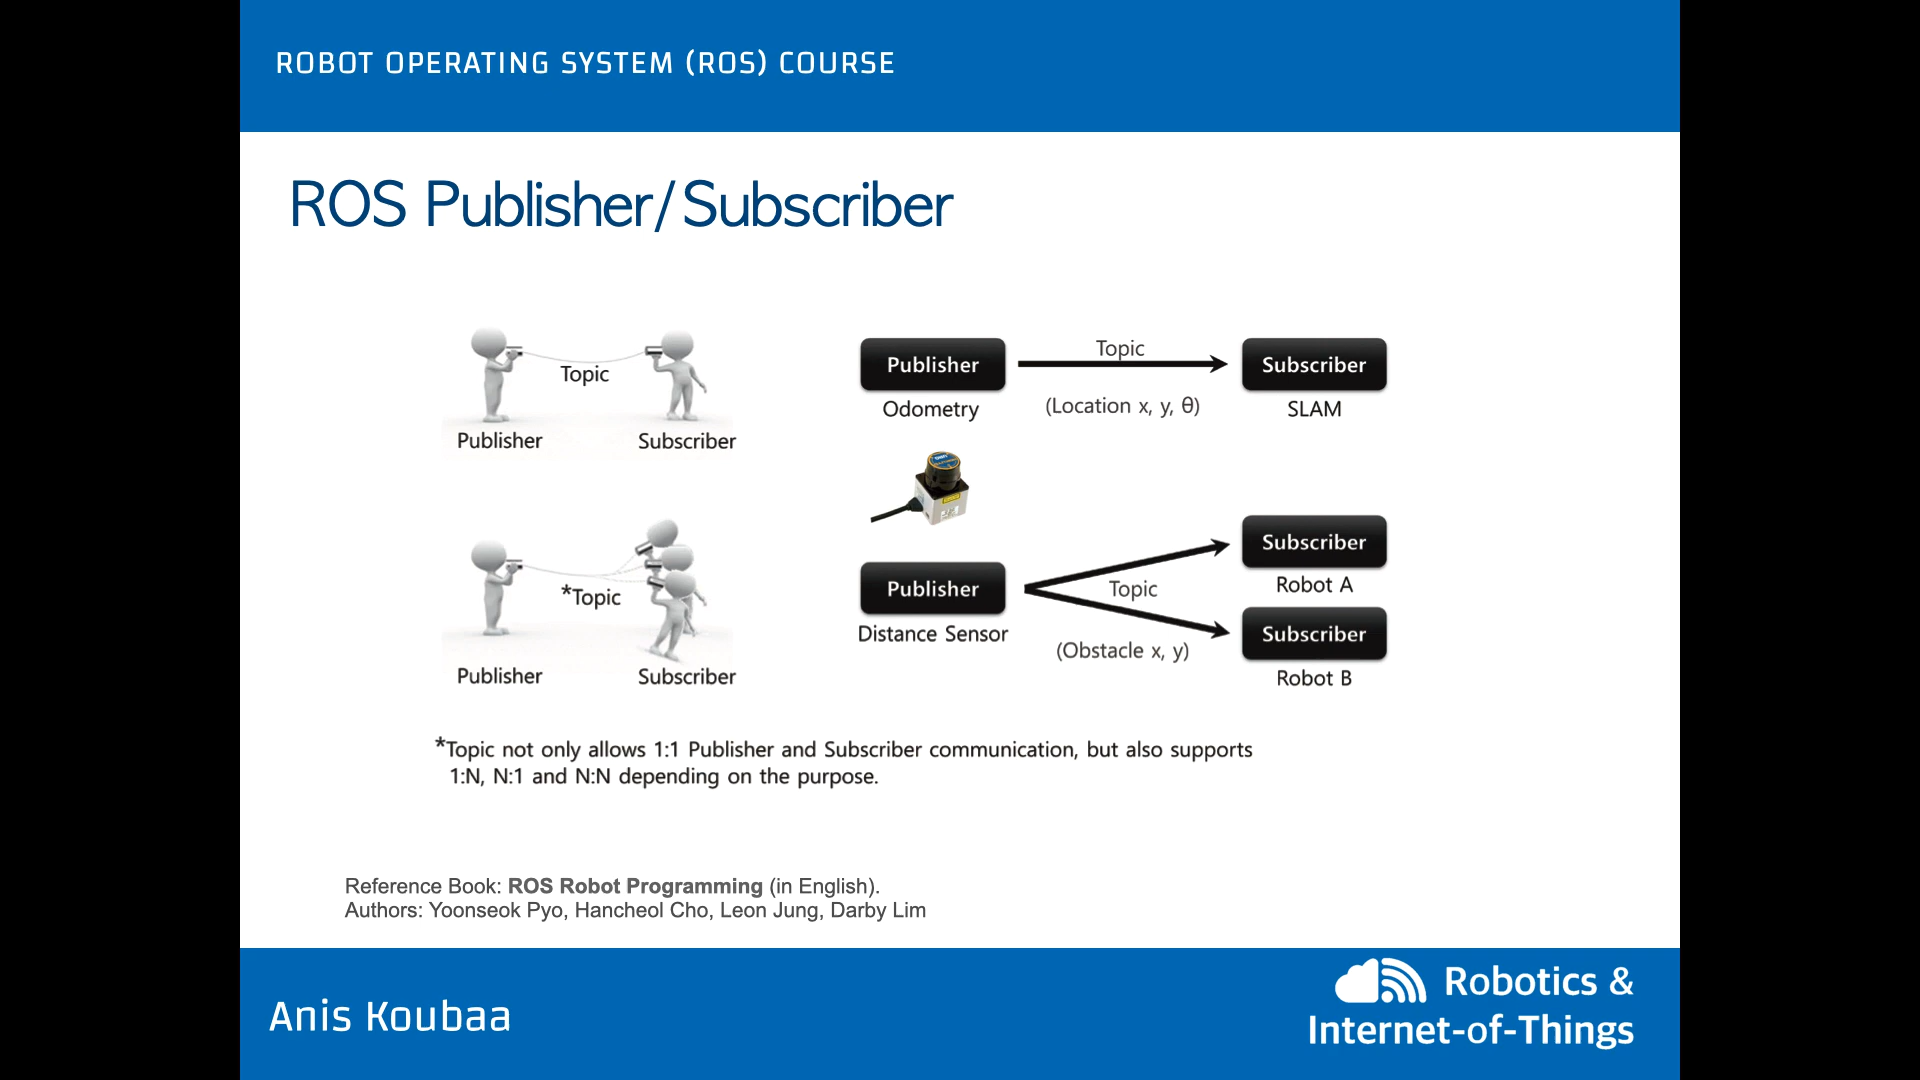 ROBOT OPERATING SYSTEM (ROS) COURSE
ROS Publisher/Subscriber
Topic
Publisher
Subscriber
Publisher
Topic
Subscriber
Odometry
(Location x, y, θ)
SLAM
*Topic
Publisher
Subscriber
Publisher
Distance Sensor
Topic
(Obstacle x, y)
Subscriber
Robot A
Subscriber
Robot B
*Topic not only allows 1:1 Publisher and Subscriber communication, but also supports
1:N, N:1 and N:N depending on the purpose.
Reference Book: ROS Robot Programming (in English).
Authors: Yoonseok Pyo, Hancheol Cho, Leon Jung, Darby Lim
Anis Koubaa
Robotics &
Internet-of-Things